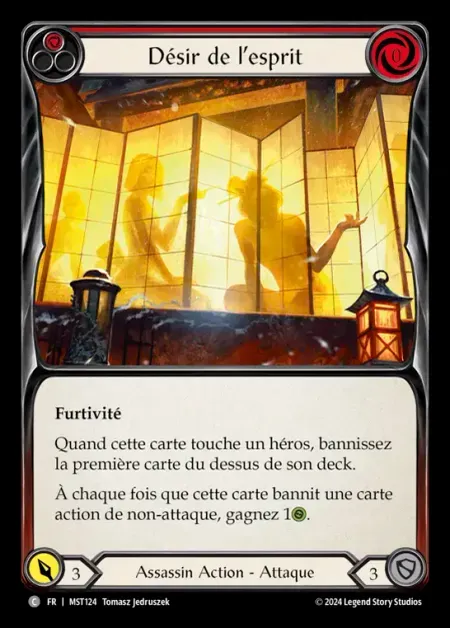 Désir de l'esprit
0
Furtivité
Quand cette carte touche un héros, bannissez
la première carte du dessus de son deck.
À chaque fois que cette carte bannit une carte
action de non-attaque, gagnez 1.
3
Assassin Action - Attaque
3
C FR | MST124 Tomasz Jedruszek
© 2024 Legend Story Studios